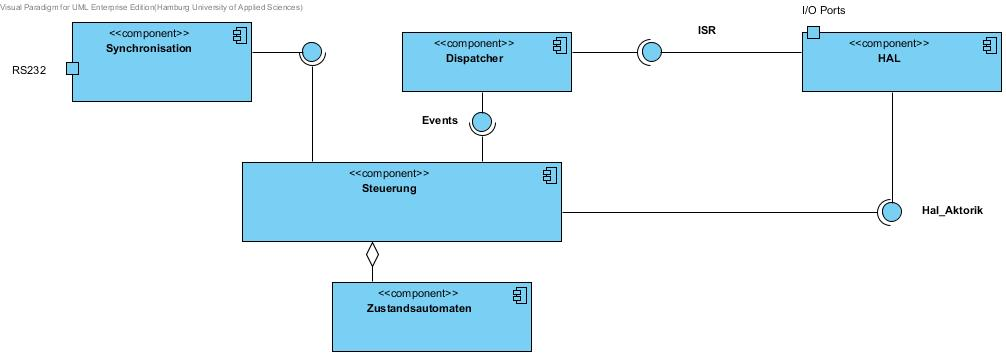 Visual Paradigm for UML Enterprise Edition(Hamburg University of Applied Sciences)
I/O Ports
<<component>>
Synchronisation
RS232
<<component>>
Dispatcher
ISR
<<component>>
HAL
Events
<<component>>
Steuerung
Hal_Aktorik
<<component>>
Zustandsautomaten